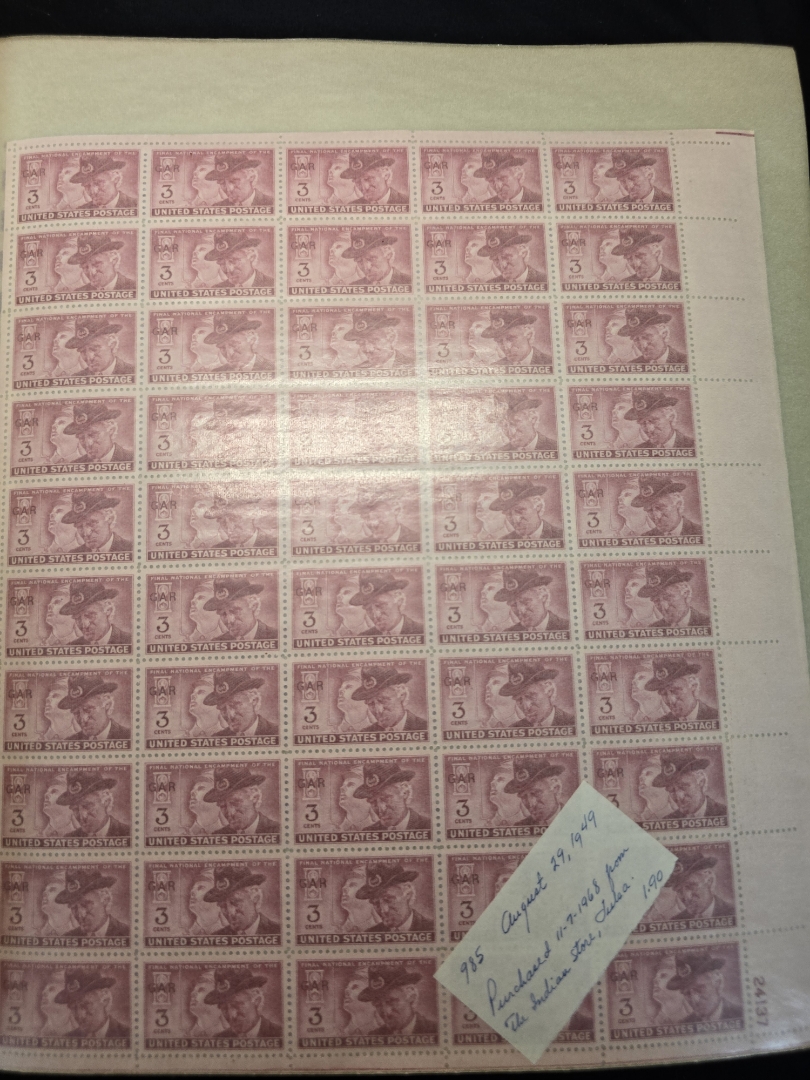 FINAL NATIONAL ENCAMPMENT OF THE
GAR
3
CENTS
UNITED STATES POSTAGE
985 August 29, 1949
Purchased 11-7-1968 from
The Indian Store, Tulsa.
1.90
24137